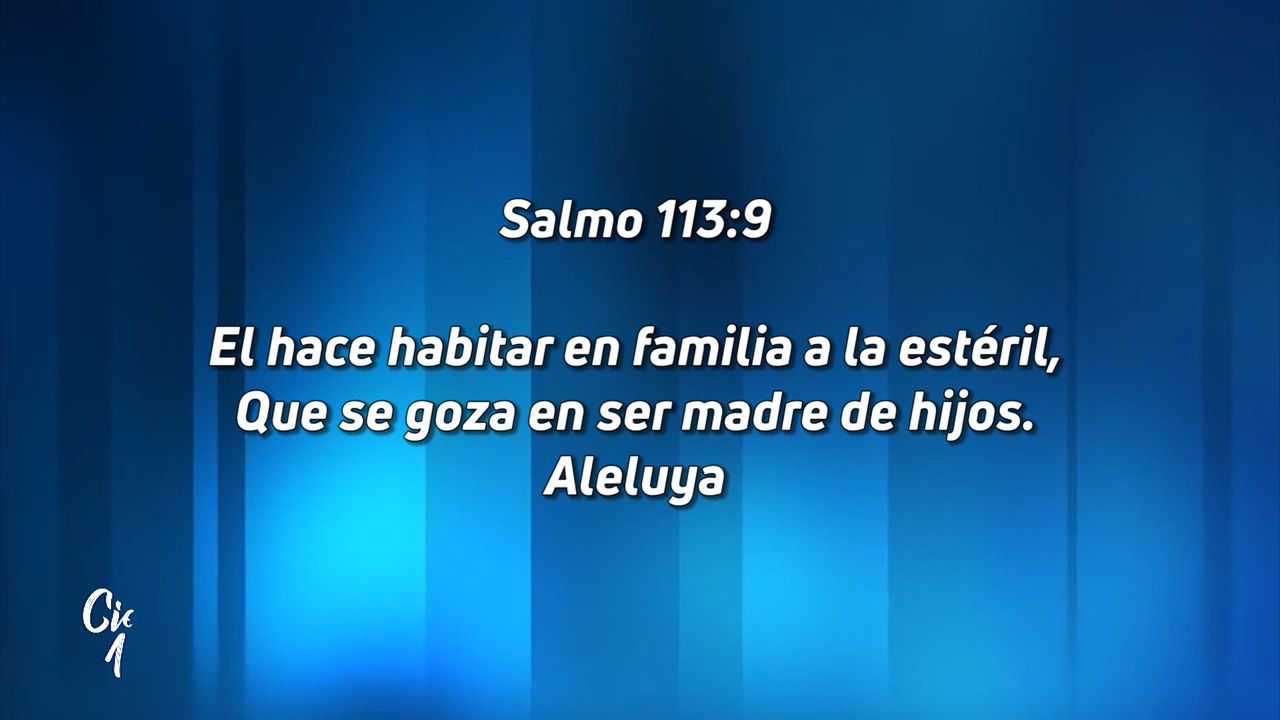 Salmo 113:9
El hace habitar en familia a la estéril,
Que se goza en ser madre de hijos.
Aleluya
1